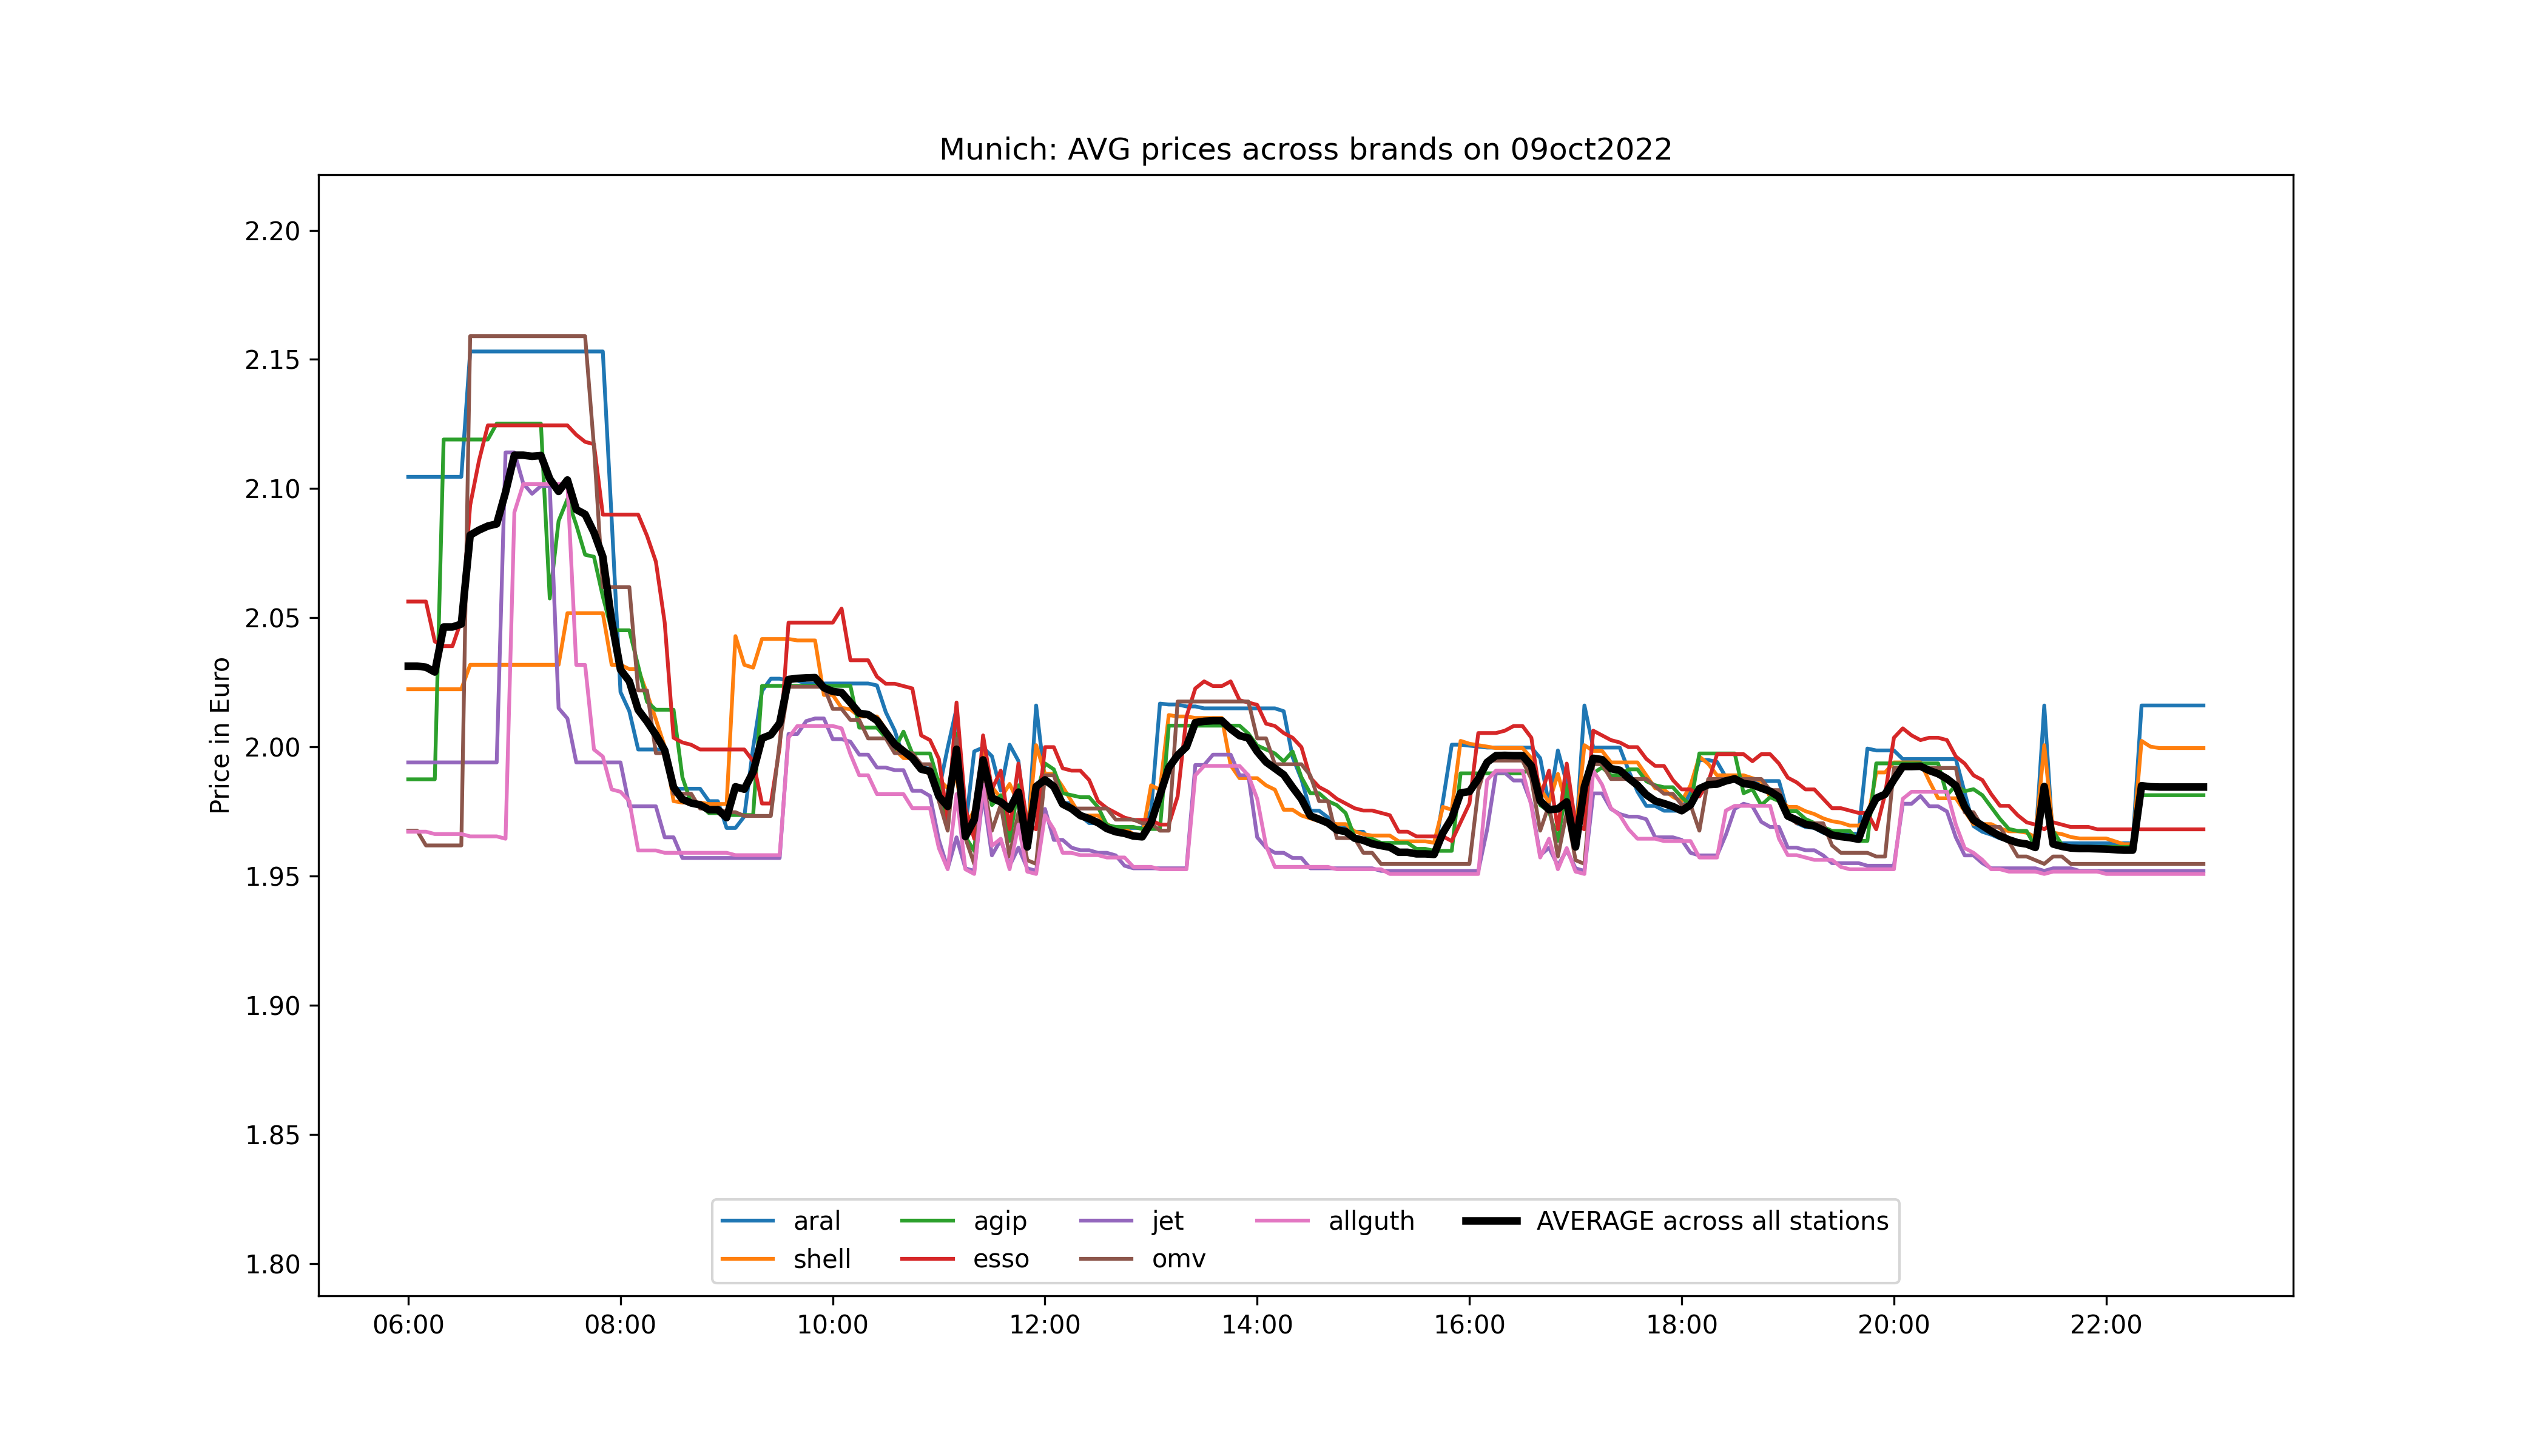 Munich: AVG prices across brands on 09oct2022
Price in Euro
2.20
2.15
2.10
2.05
2.00
1.95
1.90
1.85
1.80
aral
shell
agip
esso
jet
omv
allguth
AVERAGE across all stations
06:00 08:00 10:00 12:00 14:00 16:00 18:00 20:00 22:00